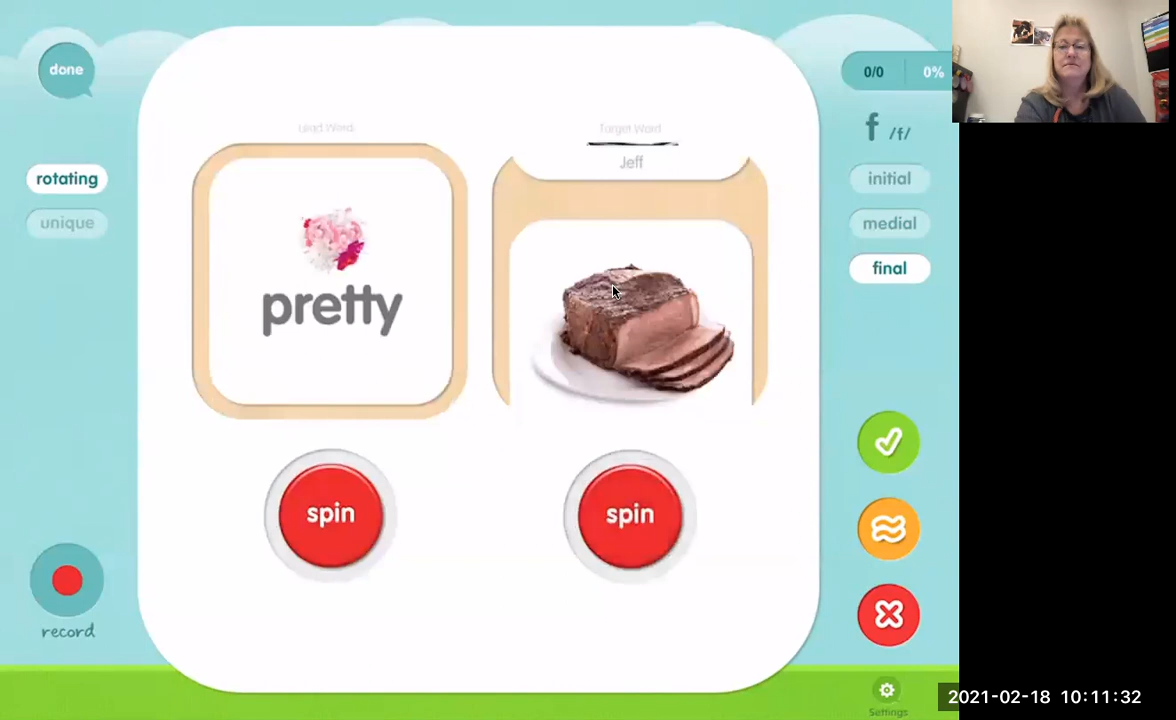 done
0/0 0%
f /f/
Lead Word
Target Word
Jeff
rotating
unique
initial
medial
final
pretty
spin
spin
record
Settings
2021-02-18 10:11:32